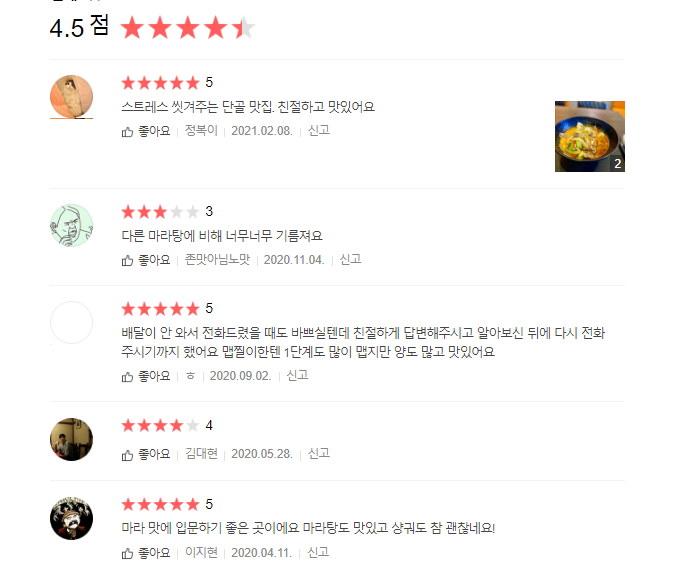 4.5 점
5
스트레스 씻겨주는 단골 맛집. 친절하고 맛있어요
좋아요 정복이 2021.02.08. 신고
2
3
다른 마라탕에 비해 너무너무 기름져요
좋아요 존맛아님노맛 2020.11.04. 신고
5
배달이 안 와서 전화드렸을 때도 바쁘실텐데 친절하게 답변해주시고 알아보신 뒤에 다시 전화
주시기까지 했어요 맵찔이한텐 1단계도 많이 맵지만 양도 많고 맛있어요
좋아요 ㅎ 2020.09.02. 신고
4
좋아요 김대현 2020.05.28. 신고
5
마라 맛에 입문하기 좋은 곳이에요 마라탕도 맛있고 샹궈도 참 괜찮네요!
좋아요 이지현 2020.04.11. 신고